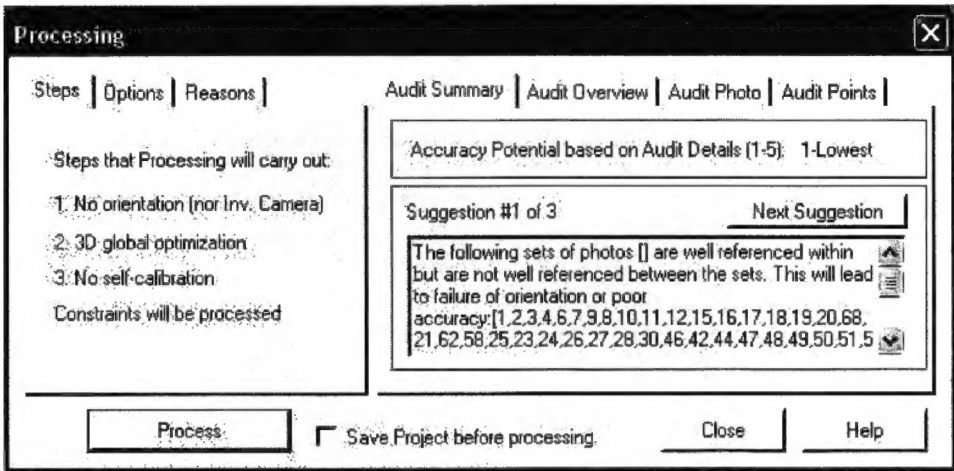 Processing
Steps Options Reasons
Steps that Processing will carry out:
1. No orientation (nor Inv. Camera)
2. 3D global optimization
3. No self-calibration
Constraints will be processed
Audit Summary Audit Overview Audit Photo Audit Points
Accuracy Potential based on Audit Details (1-5): 1-Lowest
Suggestion #1 of 3 Next Suggestion
The following sets of photos [] are well referenced within
but are not well referenced between the sets. This will lead
to failure of orientation or poor
accuracy:[1,2,3,4,6,7,9,8,10,11,12,15,16,17,18,19,20,68,
21,62,58,25,23,24,26,27,28,30,46,42,44,47,48,49,50,51,5
Process Save Project before processing. Close Help